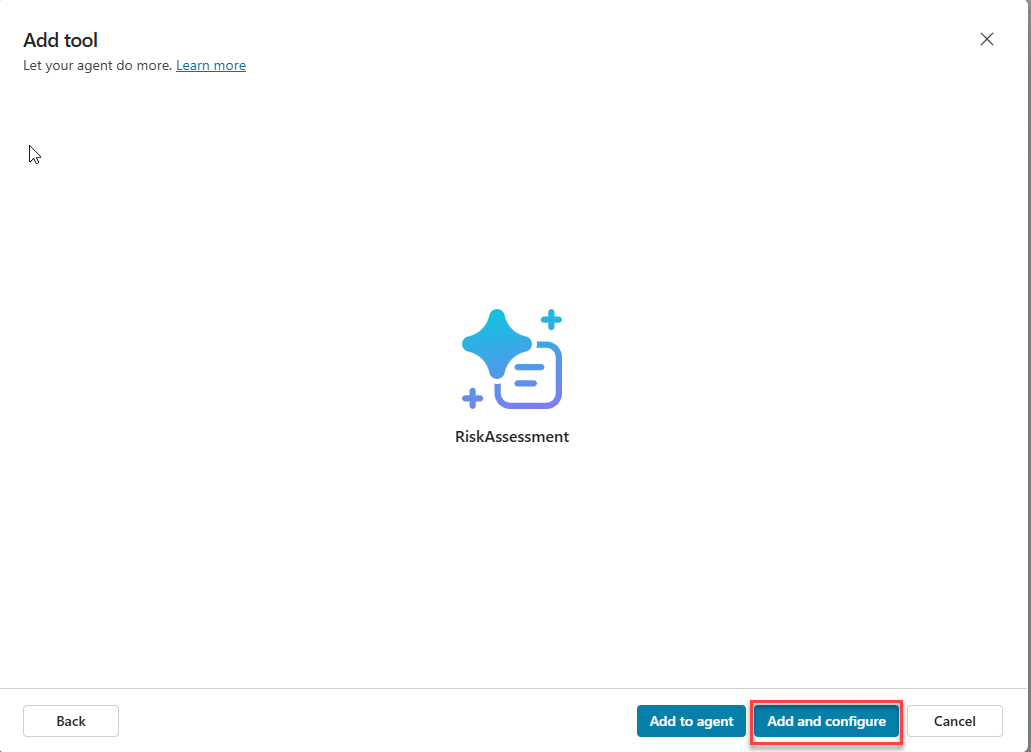 Add tool
Let your agent do more. Learn more
RiskAssessment
Back
Add to agent
Add and configure
Cancel